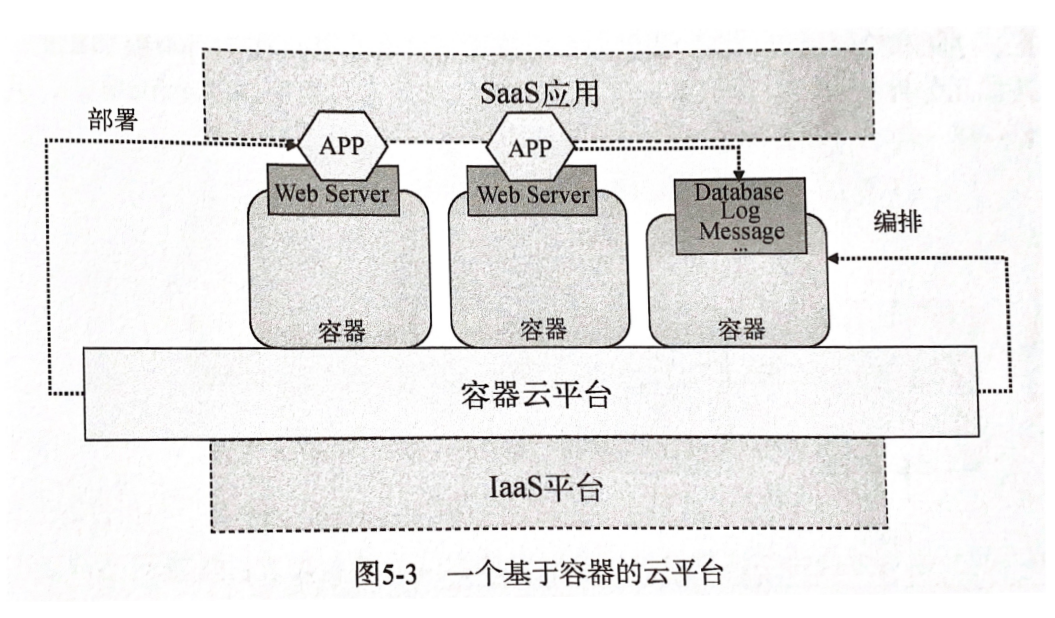 SaaS应用
部署
APP
APP
Web Server
Web Server
Database
Log
Message
...
编排
容器
容器
容器
容器云平台
IaaS平台
图5-3 一个基于容器的云平台